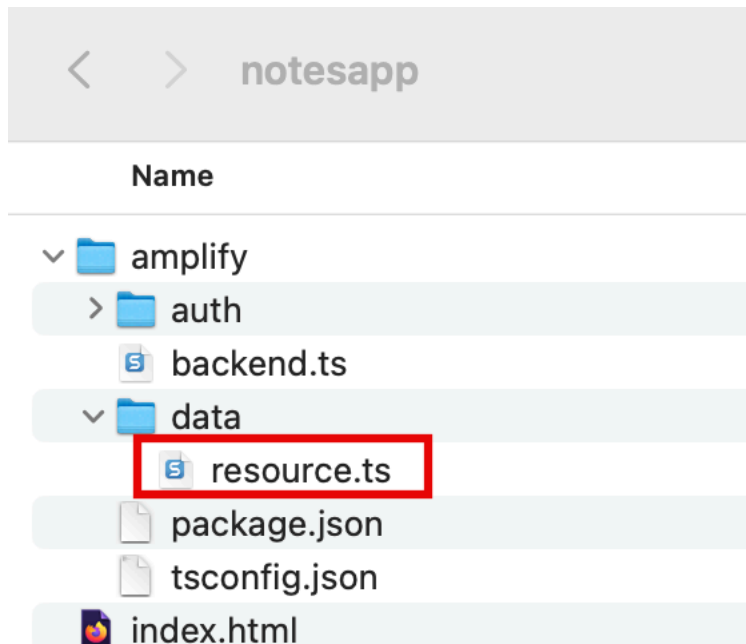 notesapp
Name
amplify
auth
backend.ts
data
resource.ts
package.json
tsconfig.json
index.html